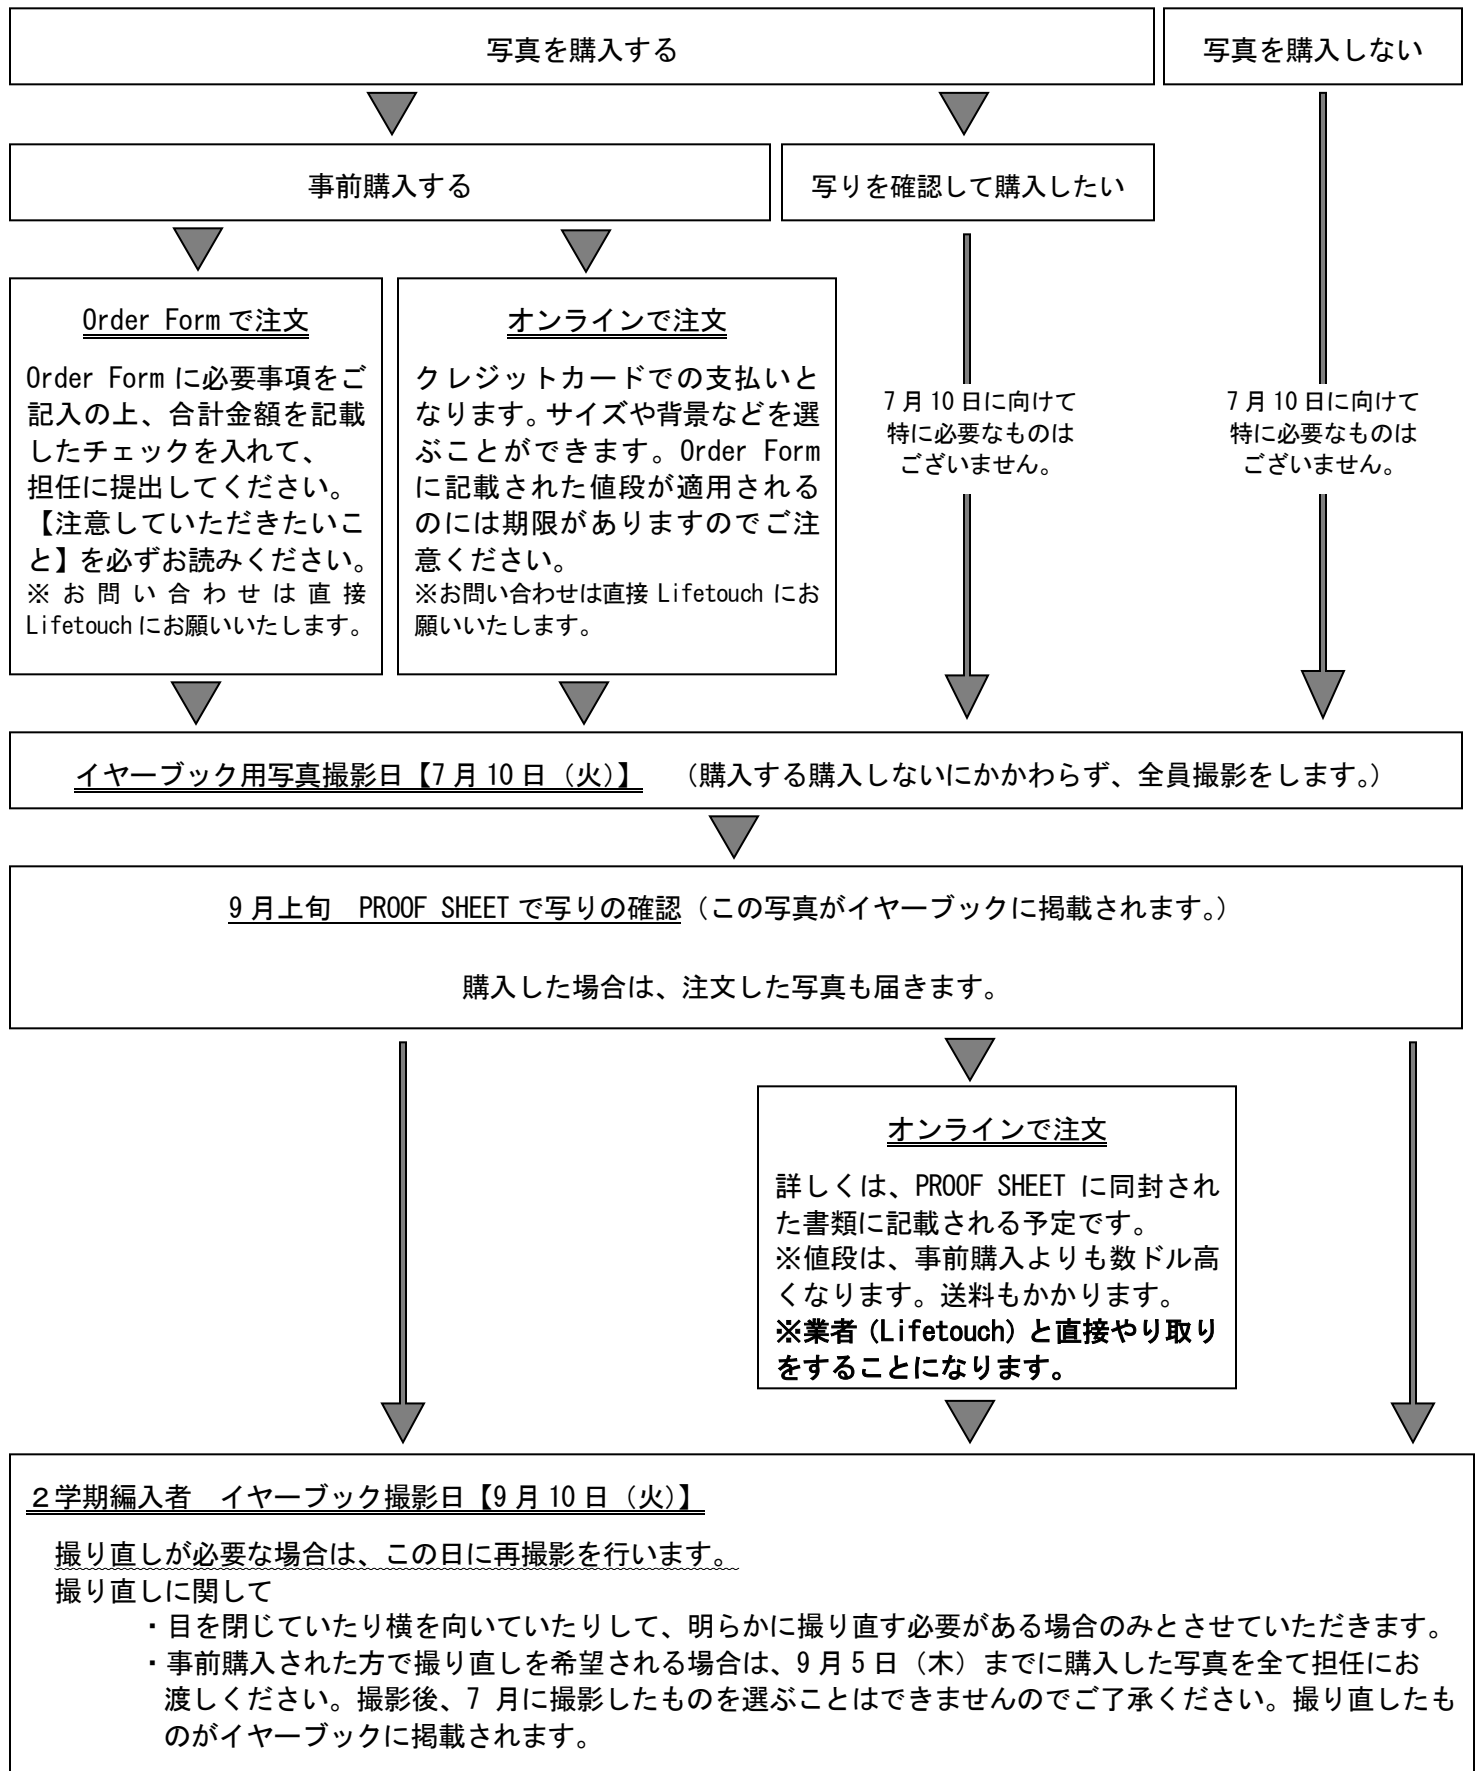 写真を購入する
写真を購入しない
事前購入する
写りを確認して購入したい
Order Form で注文
Order Form に必要事項をご
記入の上、合計金額を記載
したチェックを入れて、
担任に提出してください。
【注意していただきたいこ
と】を必ずお読みください。
※お問い合わせは直接
Lifetouch にお願いいたします。
オンラインで注文
クレジットカードでの支払いと
なります。サイズや背景などを選
ぶことができます。Order Form
に記載された値段が適用される
のには期限がありますのでご注
意ください。
※お問い合わせは直接 Lifetouch にお
願いいたします。
7 月 10 日に向けて
特に必要なものは
ございません。
7 月 10 日に向けて
特に必要なものは
ございません。
イヤーブック用写真撮影日【7 月 10 日（火）】　（購入する購入しないにかかわらず、全員撮影をします。）
9 月上旬　PROOF SHEET で写りの確認（この写真がイヤーブックに掲載されます。）
購入した場合は、注文した写真も届きます。
オンラインで注文
詳しくは、PROOF SHEET に同封され
た書類に記載される予定です。
※値段は、事前購入よりも数ドル高
くなります。送料もかかります。
※業者（Lifetouch）と直接やり取り
をすることになります。
２学期編入者　イヤーブック撮影日【9 月 10 日（火）】
撮り直しが必要な場合は、この日に再撮影を行います。
撮り直しに関して
・目を閉じていたり横を向いていたりして、明らかに撮り直す必要がある場合のみとさせていただきます。
・事前購入された方で撮り直しを希望される場合は、9 月 5 日（木）までに購入した写真を全て担任にお
渡しください。撮影後、7 月に撮影したものを選ぶことはできませんのでご了承ください。撮り直したも
のがイヤーブックに掲載されます。